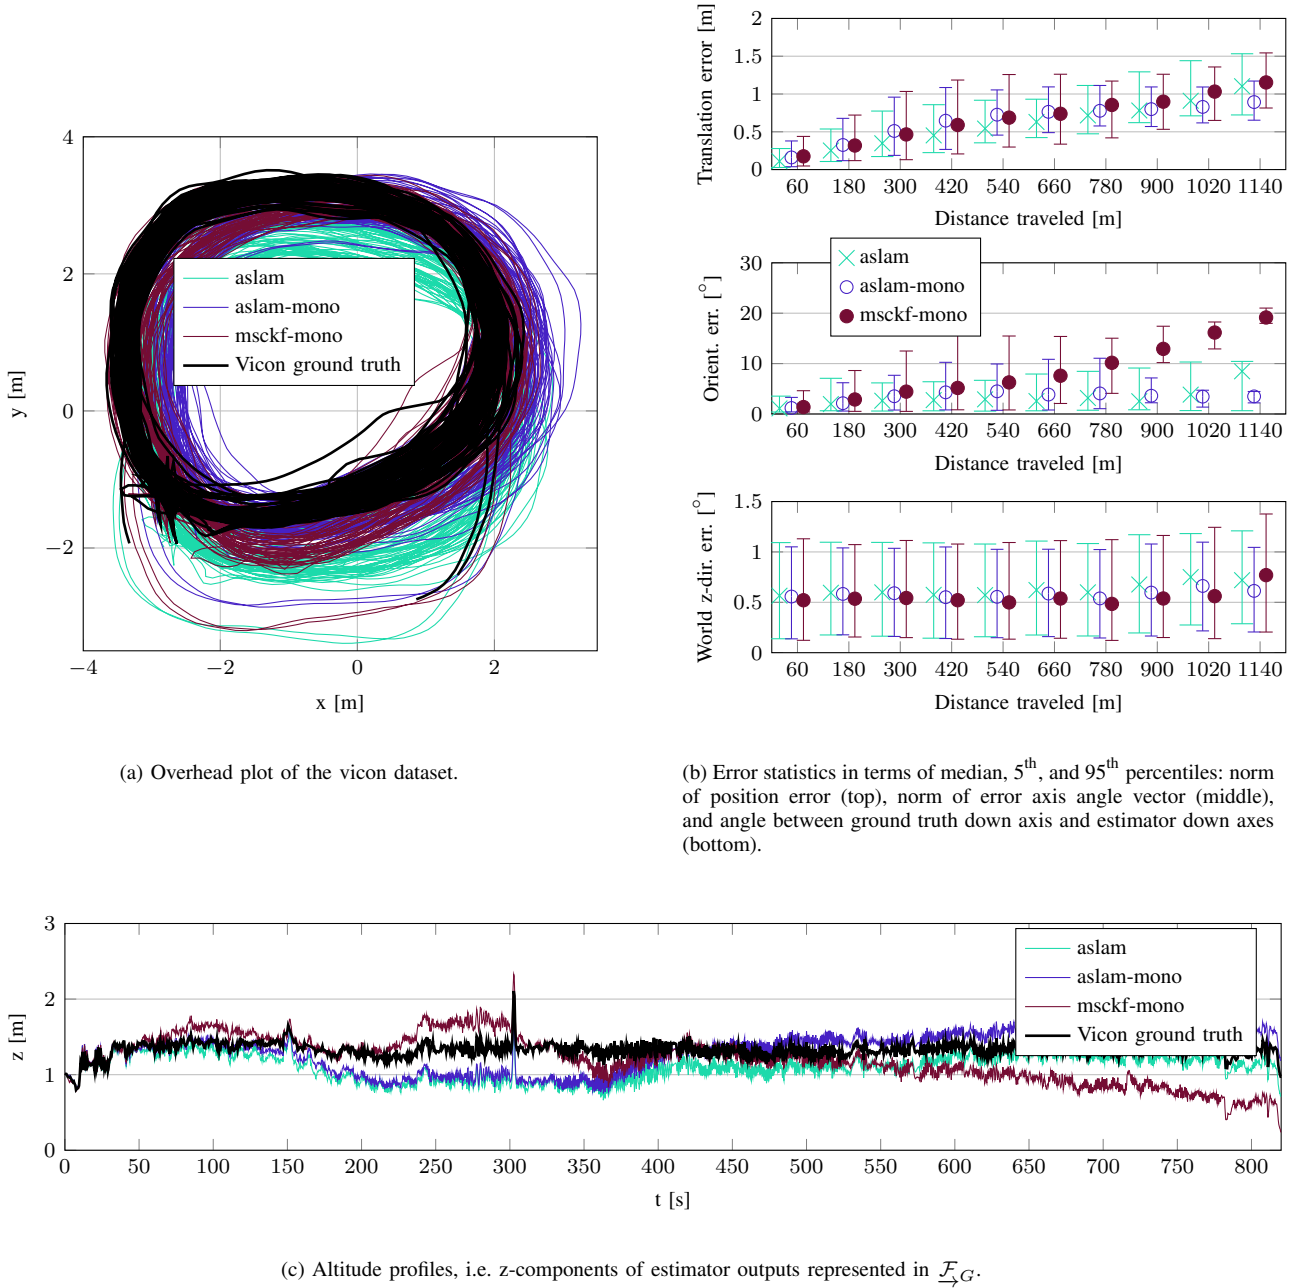 4
2
0
−2
−4
−2
0
2
y [m]
x [m]
aslam
aslam-mono
msckf-mono
Vicon ground truth
(a) Overhead plot of the vicon dataset.
2
1.5
1
0.5
0
Translation error [m]
60 180 300 420 540 660 780 900 1020 1140
Distance traveled [m]
aslam
aslam-mono
msckf-mono
30
20
10
0
Orient. err. [°]
60 180 300 420 540 660 780 900 1020 1140
Distance traveled [m]
1.5
1
0.5
0
World z-dir. err. [°]
60 180 300 420 540 660 780 900 1020 1140
Distance traveled [m]
(b) Error statistics in terms of median, 5th, and 95th percentiles: norm
of position error (top), norm of error axis angle vector (middle),
and angle between ground truth down axis and estimator down axes
(bottom).
3
2
1
0
z [m]
0 50 100 150 200 250 300 350 400 450 500 550 600 650 700 750 800
t [s]
aslam
aslam-mono
msckf-mono
Vicon ground truth
(c) Altitude profiles, i.e. z-components of estimator outputs represented in F→G.